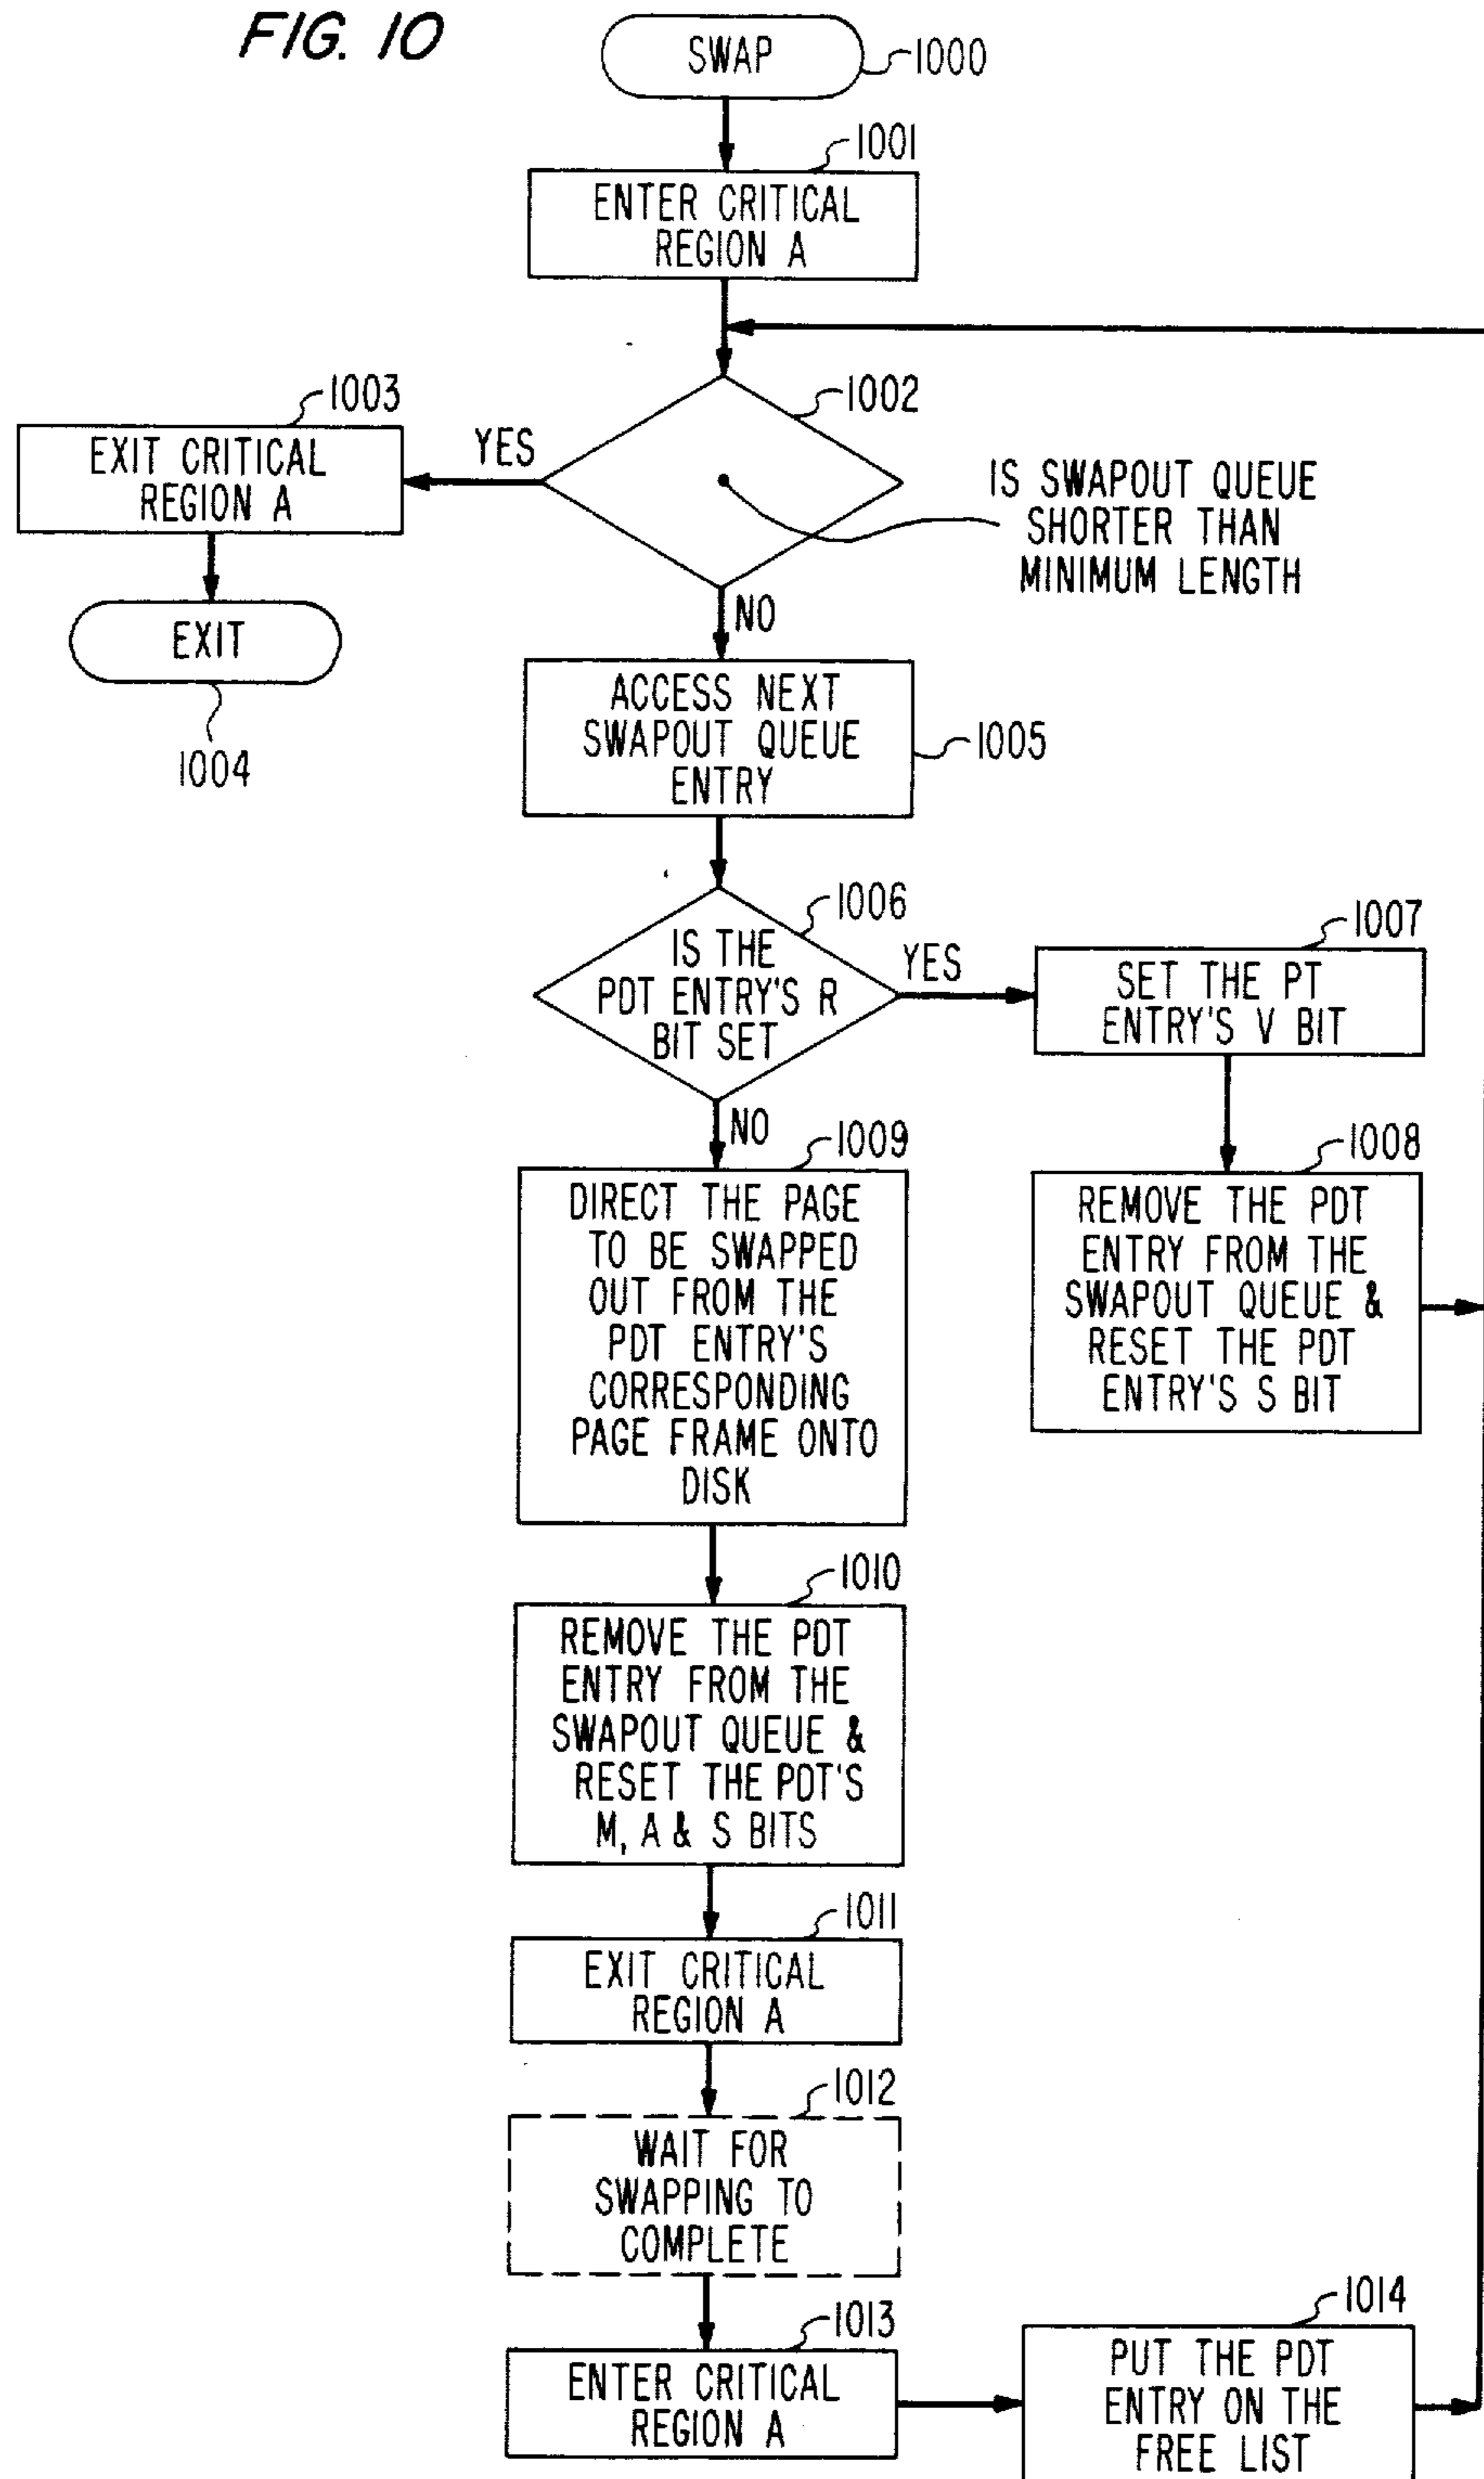 FIG. 10
SWAP
1000
1001
ENTER CRITICAL
REGION A
1002
1003
EXIT CRITICAL
REGION A
YES
IS SWAPOUT QUEUE
SHORTER THAN
MINIMUM LENGTH
EXIT
1004
NO
ACCESS NEXT
SWAPOUT QUEUE
ENTRY
1005
1006
IS THE
PDT ENTRY'S R
BIT SET
YES
1007
SET THE PT
ENTRY'S V BIT
NO
1008
REMOVE THE PDT
ENTRY FROM THE
SWAPOUT QUEUE &
RESET THE PDT
ENTRY'S S BIT
1009
DIRECT THE PAGE
TO BE SWAPPED
OUT FROM THE
PDT ENTRY'S
CORRESPONDING
PAGE FRAME ONTO
DISK
1010
REMOVE THE PDT
ENTRY FROM THE
SWAPOUT QUEUE &
RESET THE PDT'S
M, A & S BITS
1011
EXIT CRITICAL
REGION A
1012
WAIT FOR
SWAPPING TO
COMPLETE
1013
ENTER CRITICAL
REGION A
1014
PUT THE PDT
ENTRY ON THE
FREE LIST